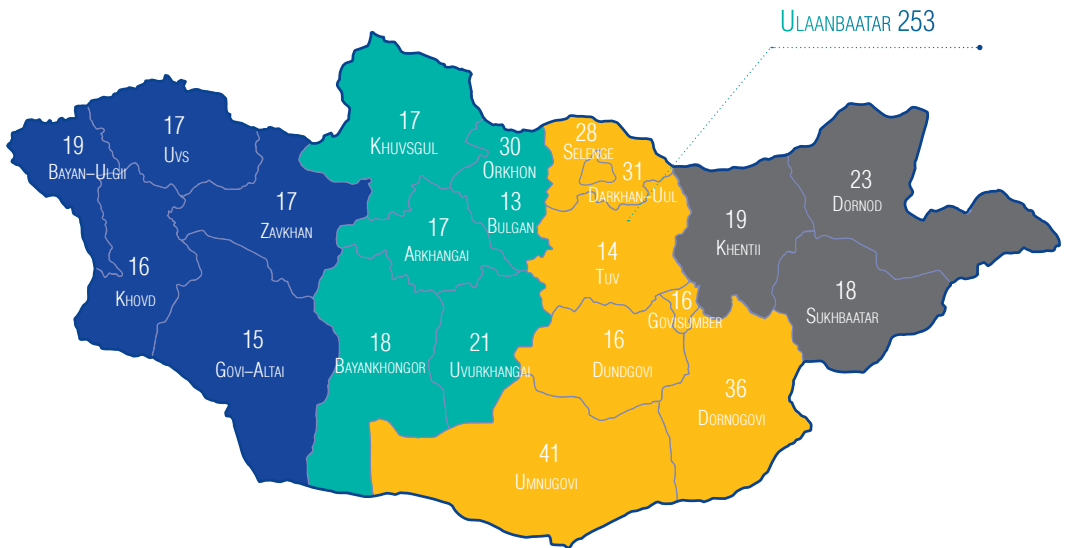 Ulaanbaatar 253
19
Bayan–Ulgii
17
Uvs
17
Zavkhan
16
Khovd
15
Govi–Altai
17
Khuvsgul
30
Orkhon
13
Bulgan
17
Arkhangai
18
Bayankhongor
21
Uvurkhangai
28
Selenge
31
Darkhan–Uul
14
Tuv
16
Govisumber
16
Dundgovi
36
Dornogovi
41
Umnugovi
19
Khentii
23
Dornod
18
Sukhbaatar